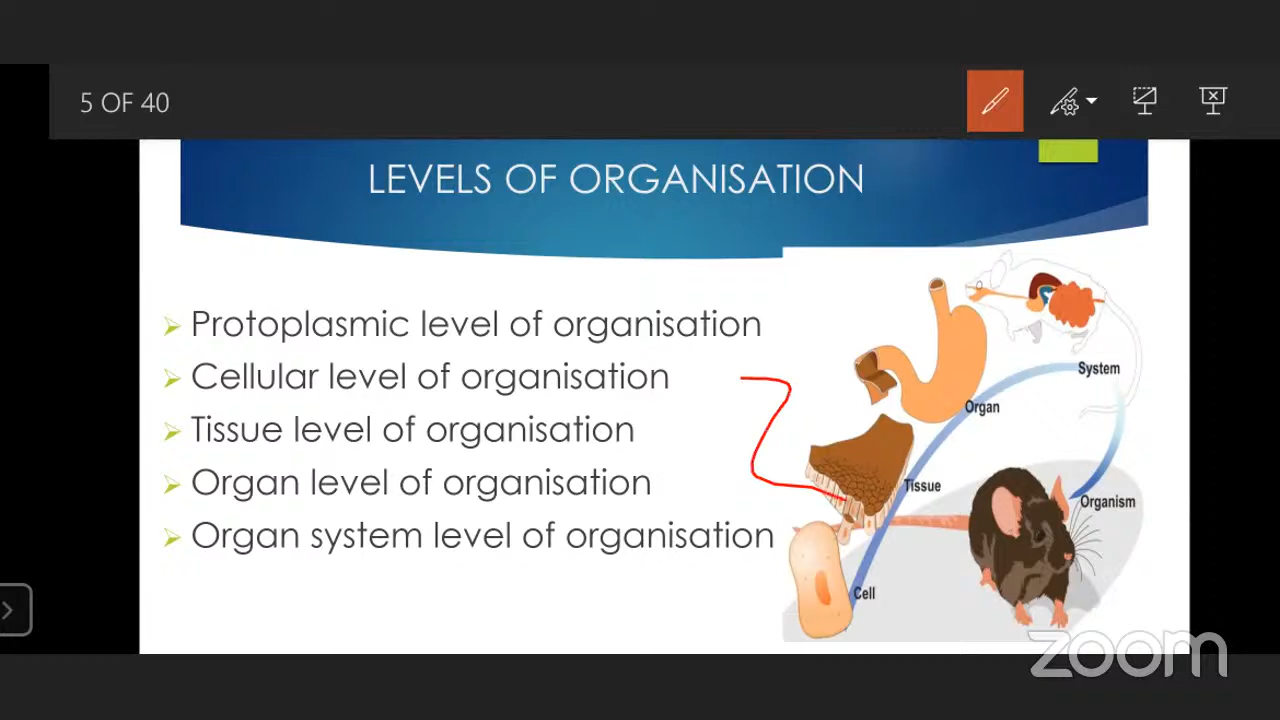 5 OF 40
LEVELS OF ORGANISATION
Protoplasmic level of organisation
Cellular level of organisation
Tissue level of organisation
Organ level of organisation
Organ system level of organisation
System
Organ
Tissue
Organism
Cell
zoom